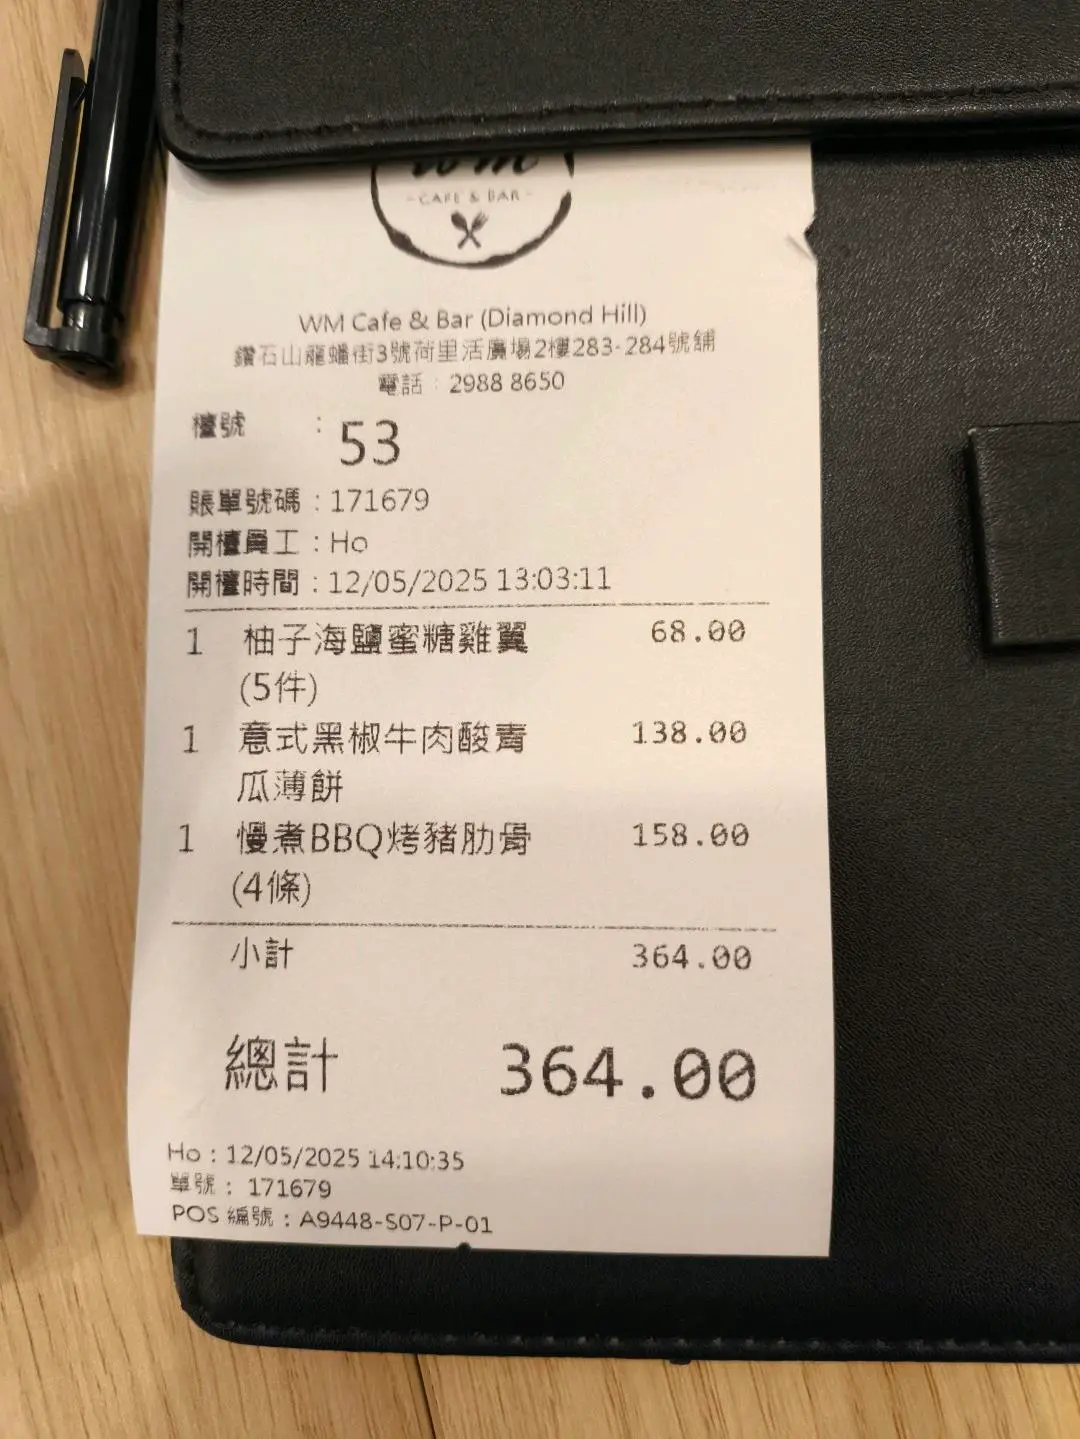 wm
- CAFE & BAR -
WM Cafe & Bar (Diamond Hill)
鑽石山龍蟠街3號荷里活廣場2樓283-284號舖
電話：2988 8650
檯號 : 53
賬單號碼 : 171679
開檯員工 : Ho
開檯時間 : 12/05/2025 13:03:11
1 柚子海鹽蜜糖雞翼 68.00
(5件)
1 意式黑椒牛肉酸青 138.00
瓜薄餅
1 慢煮BBQ烤豬肋骨 158.00
(4條)
小計 364.00
總計 364.00
Ho : 12/05/2025 14:10:35
單號 : 171679
POS 編號 : A9448-S07-P-01